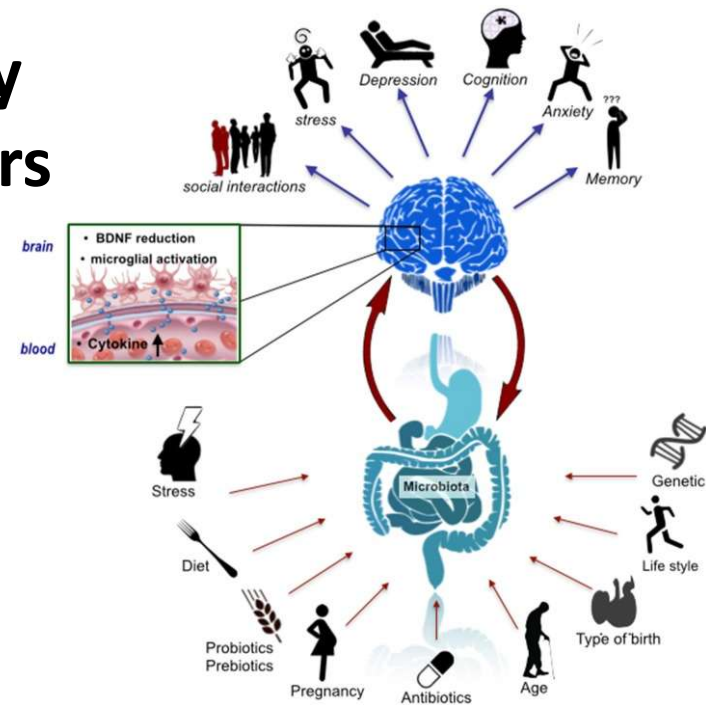 y
rs
Depression
Cognition
stress
Anxiety
???
social interactions
Memory
brain
• BDNF reduction
• microglial activation
blood
• Cytokine
Microbiota
Stress
Genetic
Diet
Life style
Probiotics
Prebiotics
Type of birth
Pregnancy
Antibiotics
Age